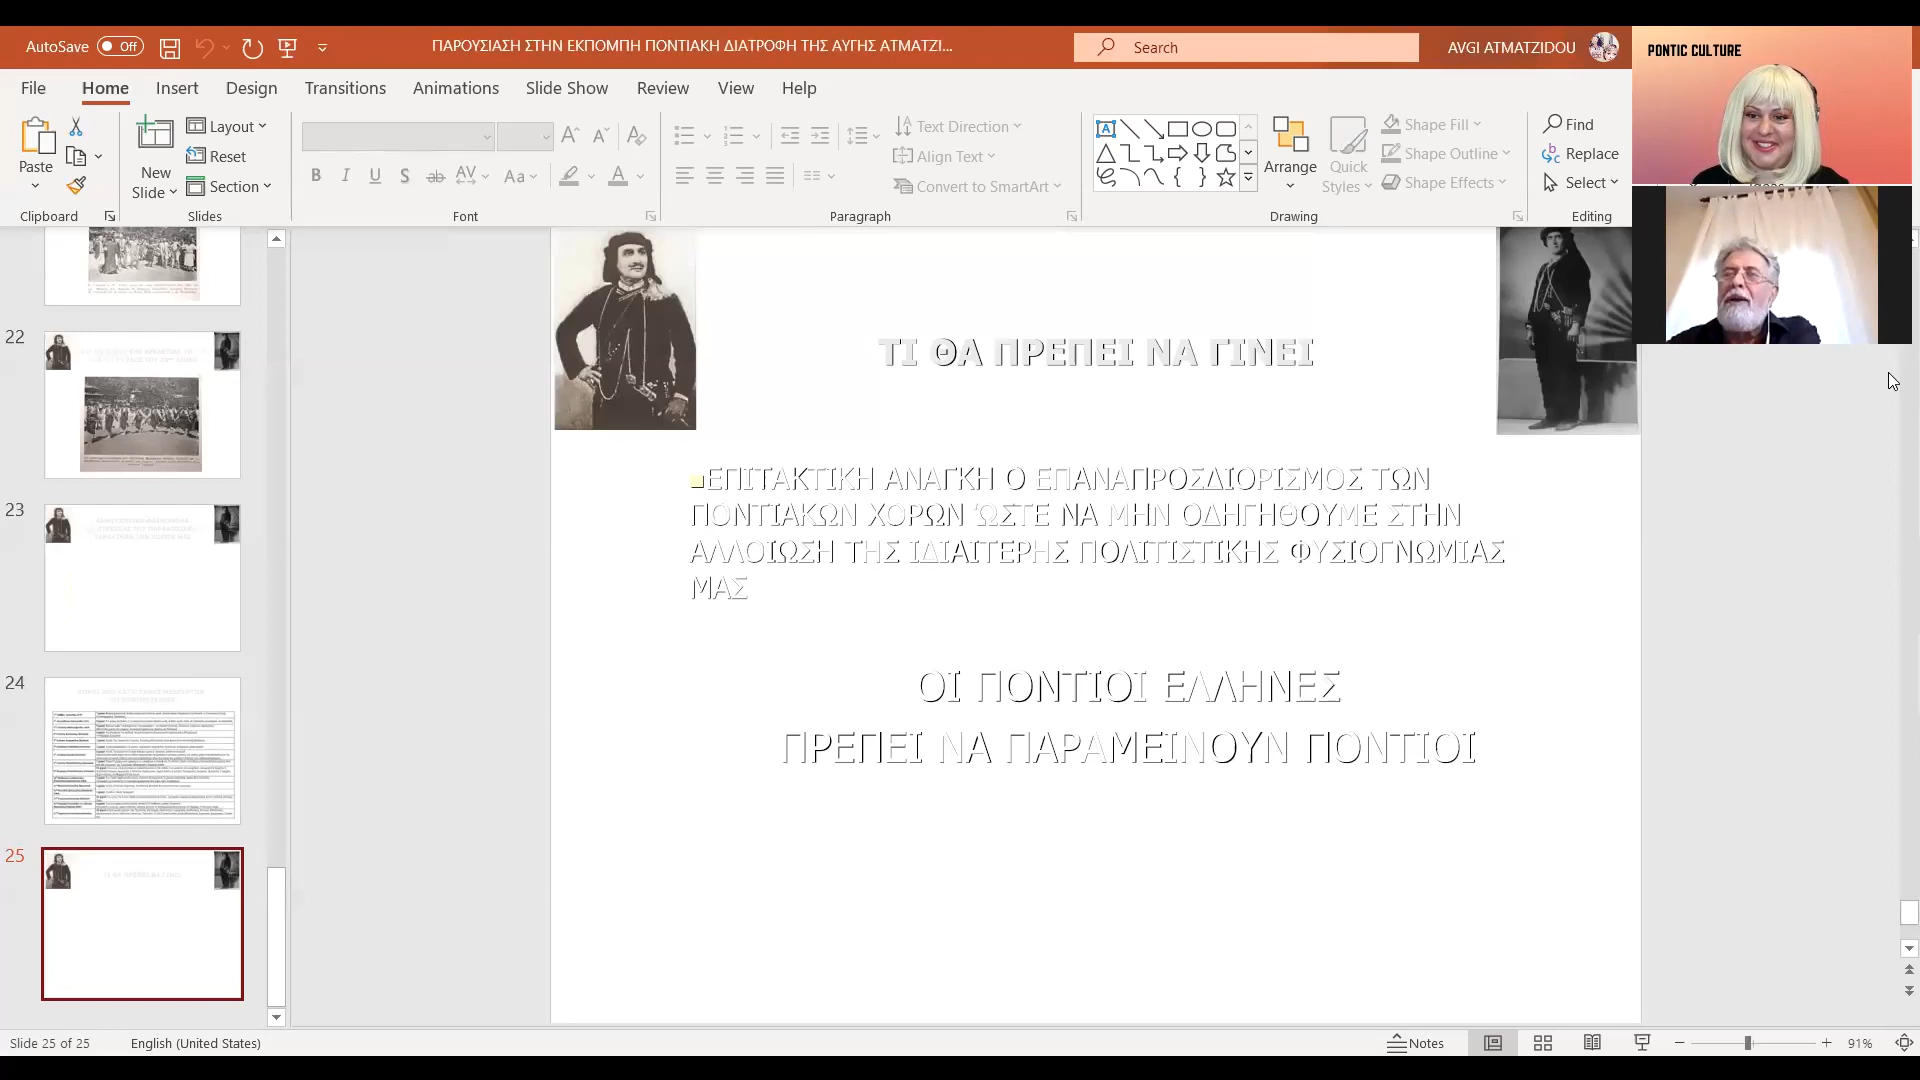 AutoSave Off
ΠΑΡΟΥΣΙΑΣΗ ΣΤΗΝ ΕΚΠΟΜΠΗ ΠΟΝΤΙΑΚΗ ΔΙΑΤΡΟΦΗ ΤΗΣ ΑΥΓΗΣ ΑΤΜΑΤΖΙ...
Search
AVGI ATMATZIDOU
PONTIC CULTURE
File Home Insert Design Transitions Animations Slide Show Review View Help
Paste
Clipboard
New
Slide
Layout
Reset
Section
Slides
Font
Text Direction
Align Text
Convert to SmartArt
Paragraph
Arrange
Quick
Styles
Shape Fill
Shape Outline
Shape Effects
Drawing
Find
Replace
Select
Editing
22
23
24
25
ΤΙ ΘΑ ΠΡΕΠΕΙ ΝΑ ΓΙΝΕΙ
ΕΠΙΤΑΚΤΙΚΗ ΑΝΑΓΚΗ Ο ΕΠΑΝΑΠΡΟΣΔΙΟΡΙΣΜΟΣ ΤΩΝ
ΠΟΝΤΙΑΚΩΝ ΧΟΡΩΝ ΏΣΤΕ ΝΑ ΜΗΝ ΟΔΗΓΗΘΟΥΜΕ ΣΤΗΝ
ΑΛΛΟΙΩΣΗ ΤΗΣ ΙΔΙΑΙΤΕΡΗΣ ΠΟΛΙΤΙΣΤΙΚΗΣ ΦΥΣΙΟΓΝΩΜΙΑΣ
ΜΑΣ
ΟΙ ΠΟΝΤΙΟΙ ΕΛΛΗΝΕΣ
ΠΡΕΠΕΙ ΝΑ ΠΑΡΑΜΕΙΝΟΥΝ ΠΟΝΤΙΟΙ
Slide 25 of 25
English (United States)
Notes
91%